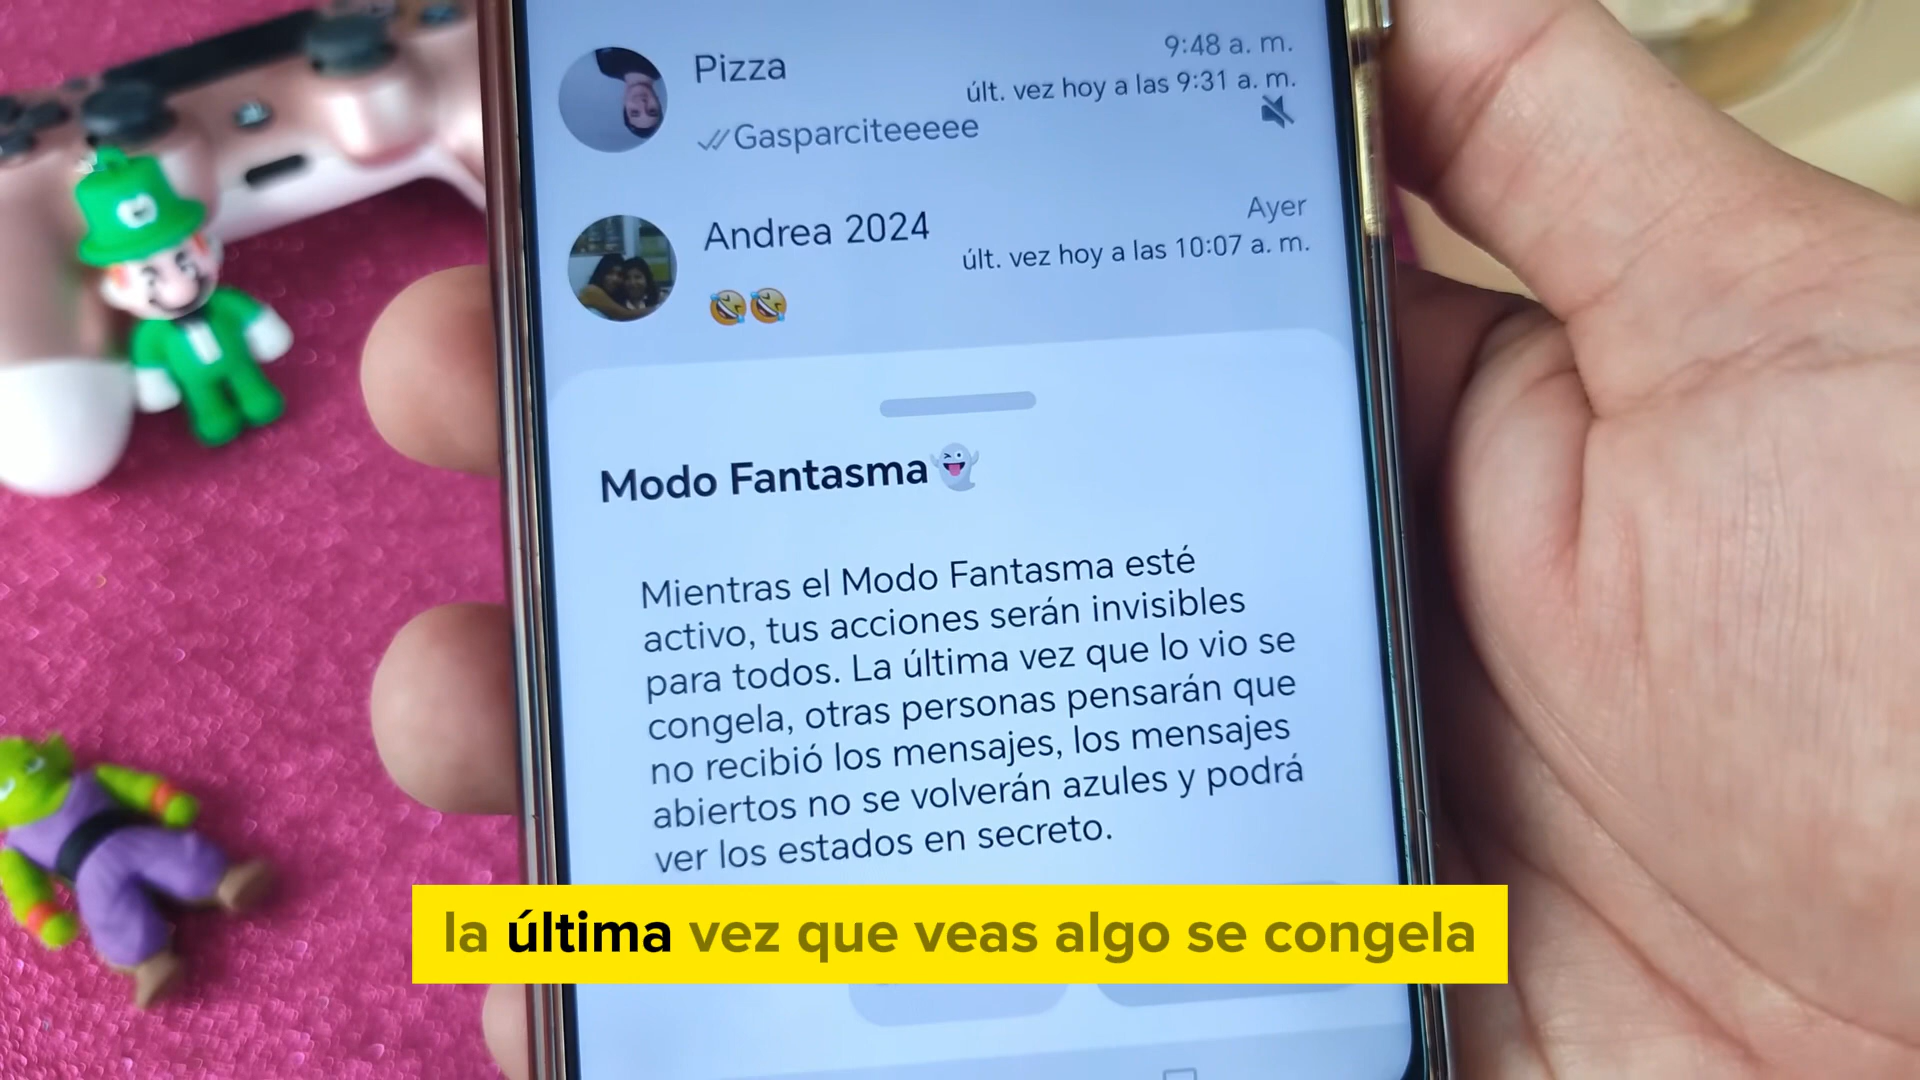 Pizza
9:48 a. m.
últ. vez hoy a las 9:31 a. m.
Gasparciteeeee
Andrea 2024
Ayer
últ. vez hoy a las 10:07 a. m.
🤣🤣
Modo Fantasma👻
Mientras el Modo Fantasma esté
activo, tus acciones serán invisibles
para todos. La última vez que lo vio se
congela, otras personas pensarán que
no recibió los mensajes, los mensajes
abiertos no se volverán azules y podrá
ver los estados en secreto.
la última vez que veas algo se congela